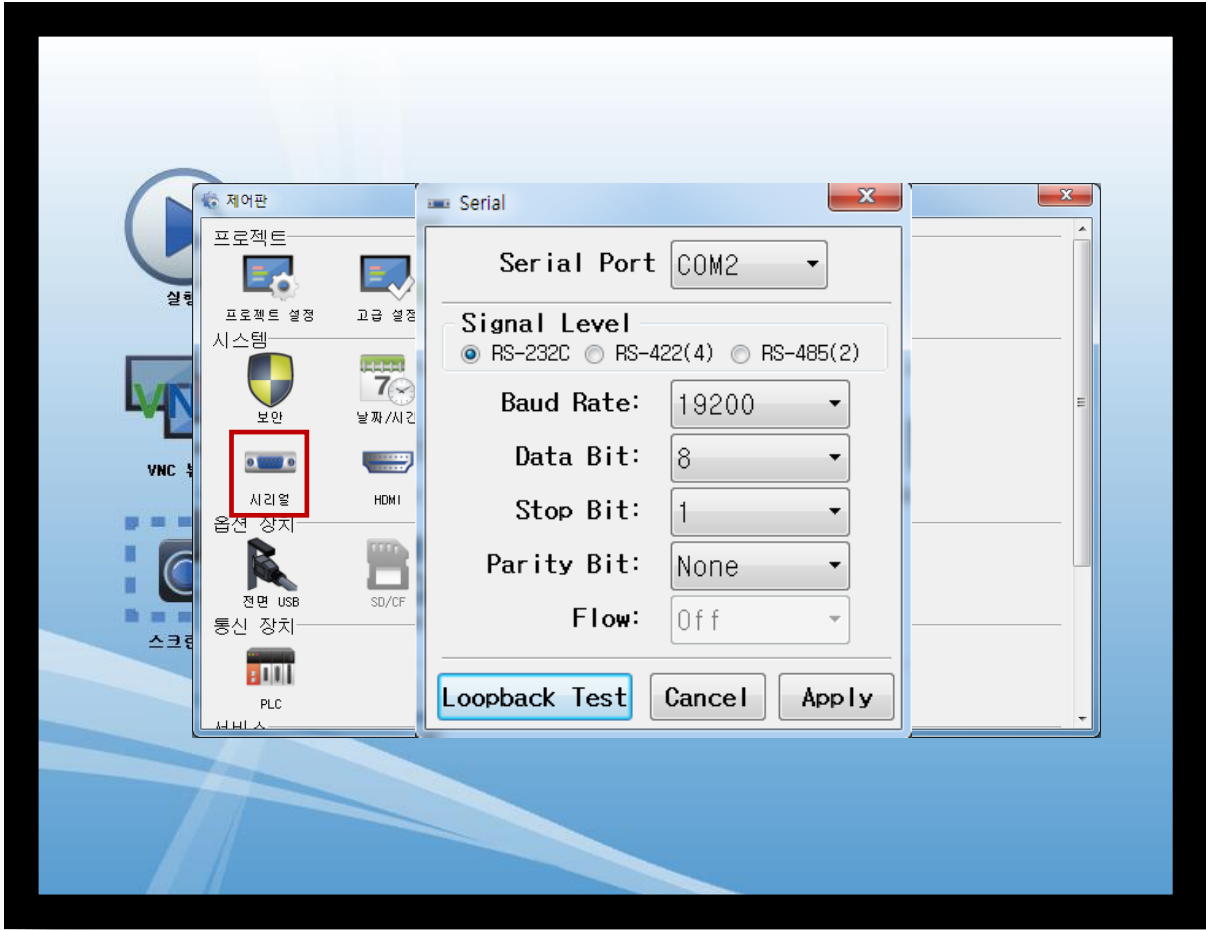 제어판
프로젝트
프로젝트 설정
고급 설정
시스템
보안
7
날짜/시간
시리얼
HDMI
옵션 장치
전면 USB
SD/CF
통신 장치
PLC
서비스
VNC
Serial
Serial Port COM2
Signal Level
RS-232C RS-422(4) RS-485(2)
Baud Rate: 19200
Data Bit: 8
Stop Bit: 1
Parity Bit: None
Flow: Off
Loopback Test Cancel Apply